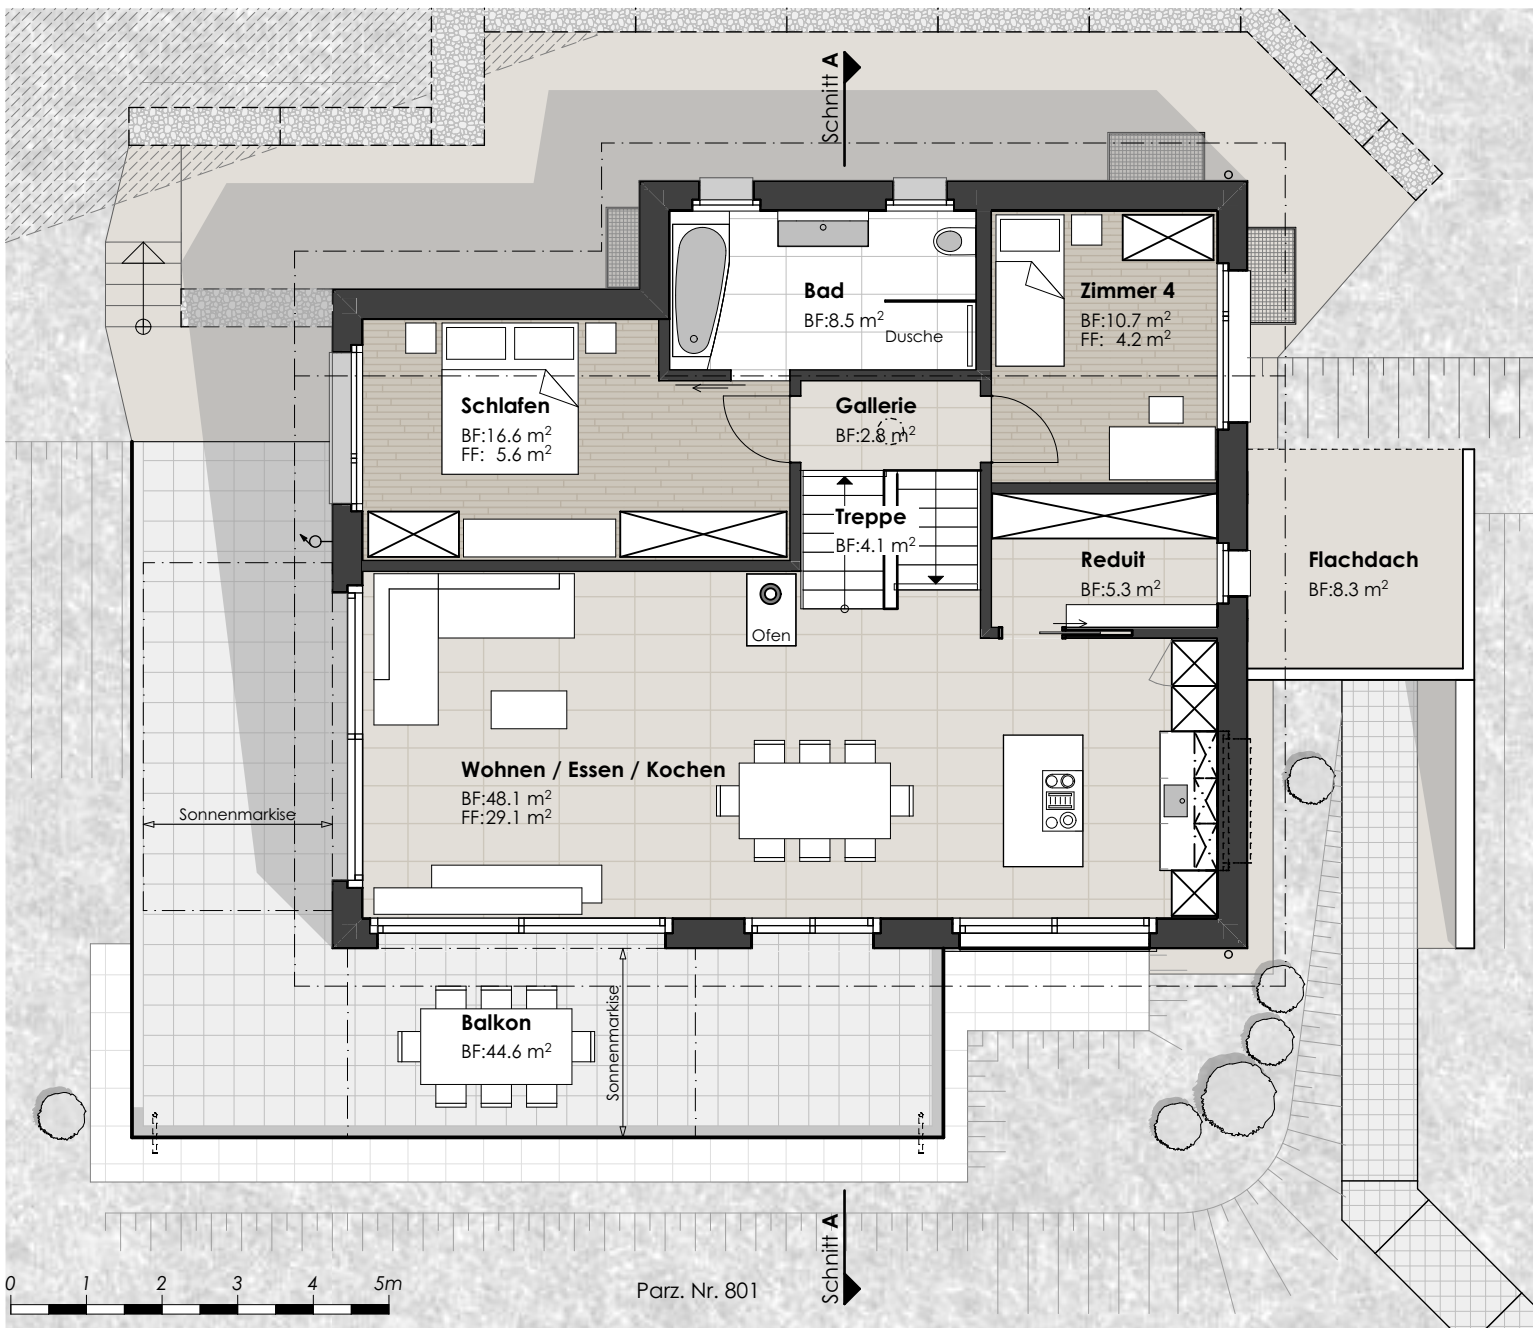 Schnitt A
Bad
BF:8.5 m²
Dusche
Zimmer 4
BF:10.7 m²
FF: 4.2 m²
Schlafen
BF:16.6 m²
FF: 5.6 m²
Gallerie
BF:2.8 m²
Treppe
BF:4.1 m²
Reduit
BF:5.3 m²
Flachdach
BF:8.3 m²
Ofen
Wohnen / Essen / Kochen
BF:48.1 m²
FF:29.1 m²
Sonnenmarkise
Balkon
BF:44.6 m²
Sonnenmarkise
Schnitt A
0 1 2 3 4 5m
Parz. Nr. 801